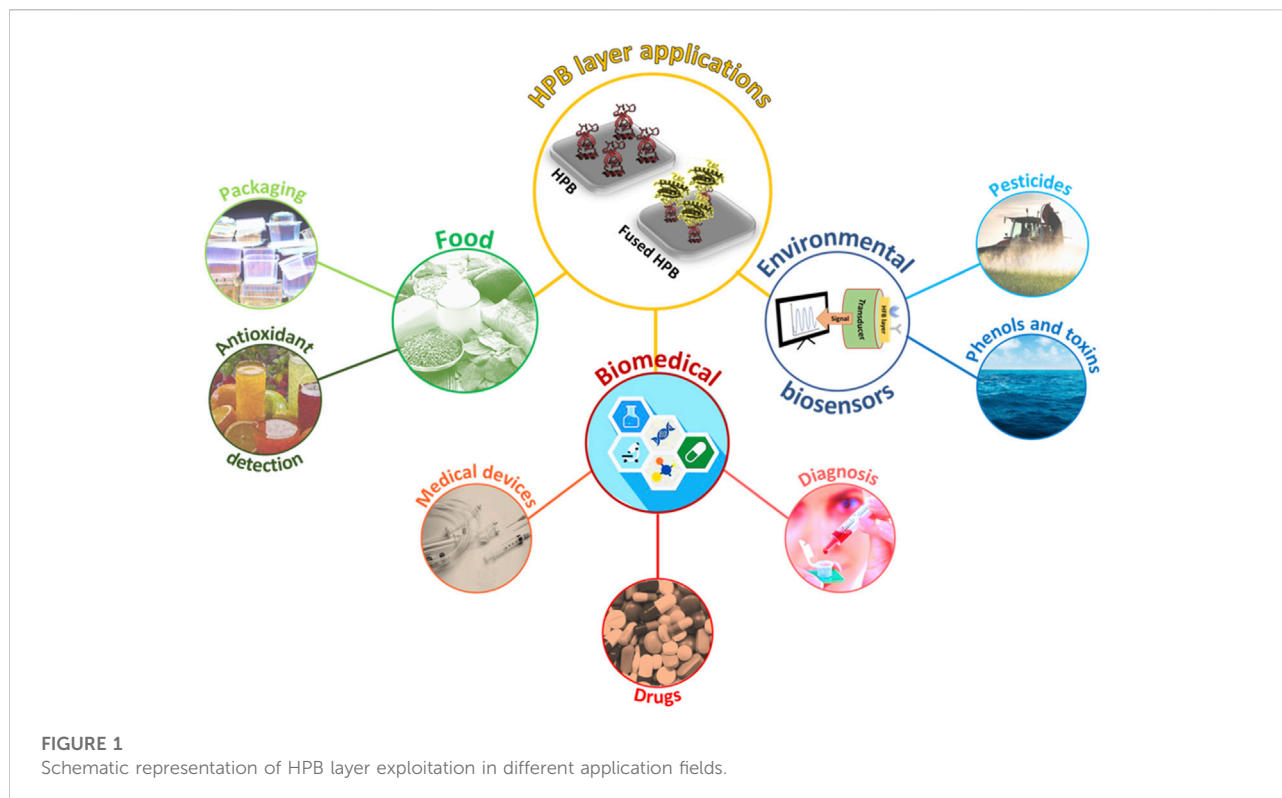 HPB layer applications
HPB
Fused HPB
Packaging
Food
Antioxidant
detection
Environmental
biosensors
Signal
Transducer
HPB layer
Pesticides
Phenols and toxins
Biomedical
Medical devices
Drugs
Diagnosis
FIGURE 1
Schematic representation of HPB layer exploitation in different application fields.